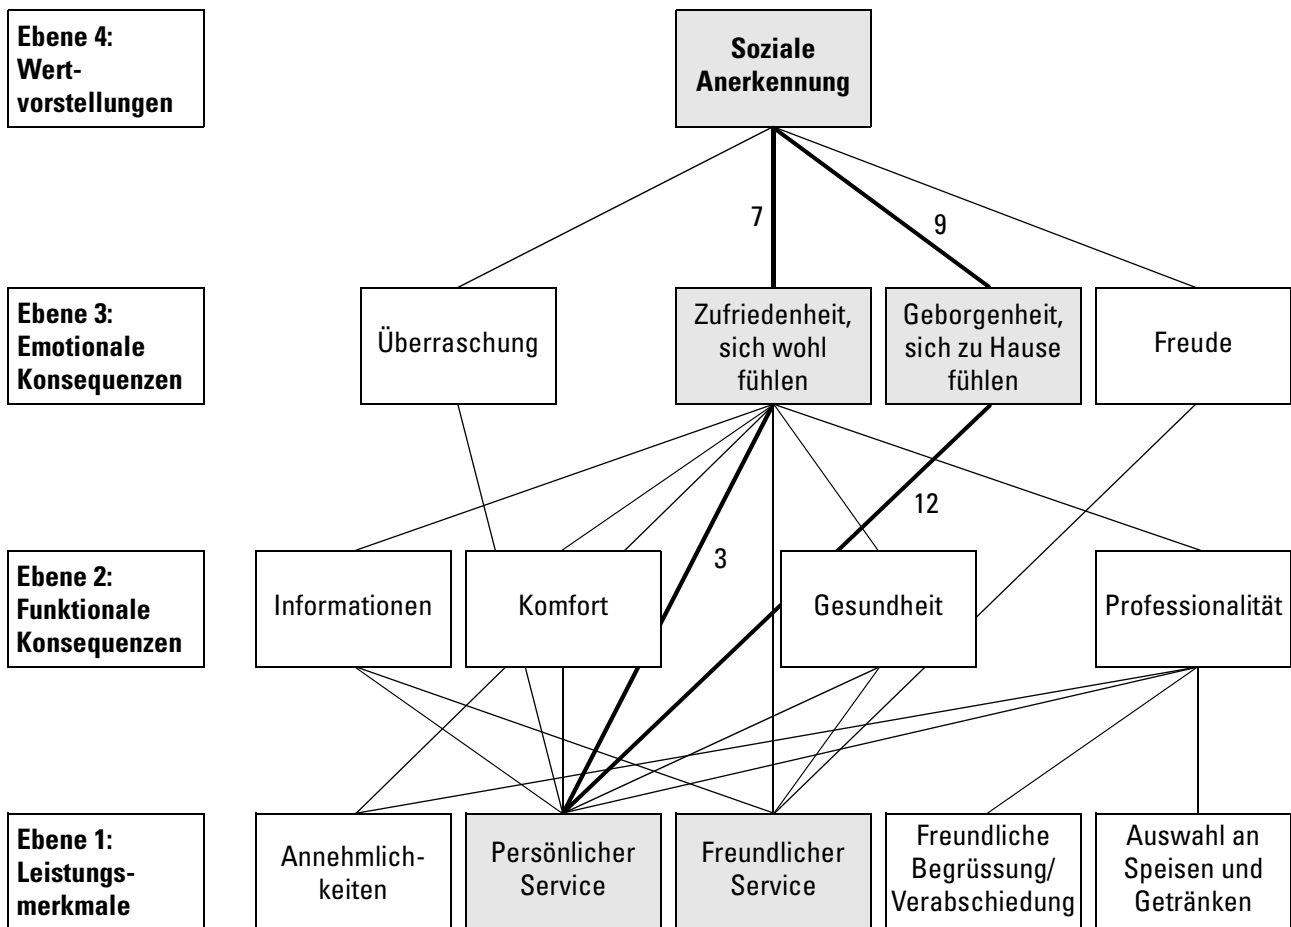 Ebene 4:
Wert-
vorstellungen
Soziale
Anerkennung
7
9
Ebene 3:
Emotionale
Konsequenzen
Überraschung
Zufriedenheit,
sich wohl
fühlen
Geborgenheit,
sich zu Hause
fühlen
Freude
12
3
Ebene 2:
Funktionale
Konsequenzen
Informationen
Komfort
Gesundheit
Professionalität
Ebene 1:
Leistungs-
merkmale
Annehmlich-
keiten
Persönlicher
Service
Freundlicher
Service
Freundliche
Begrüssung/
Verabschiedung
Auswahl an
Speisen und
Getränken